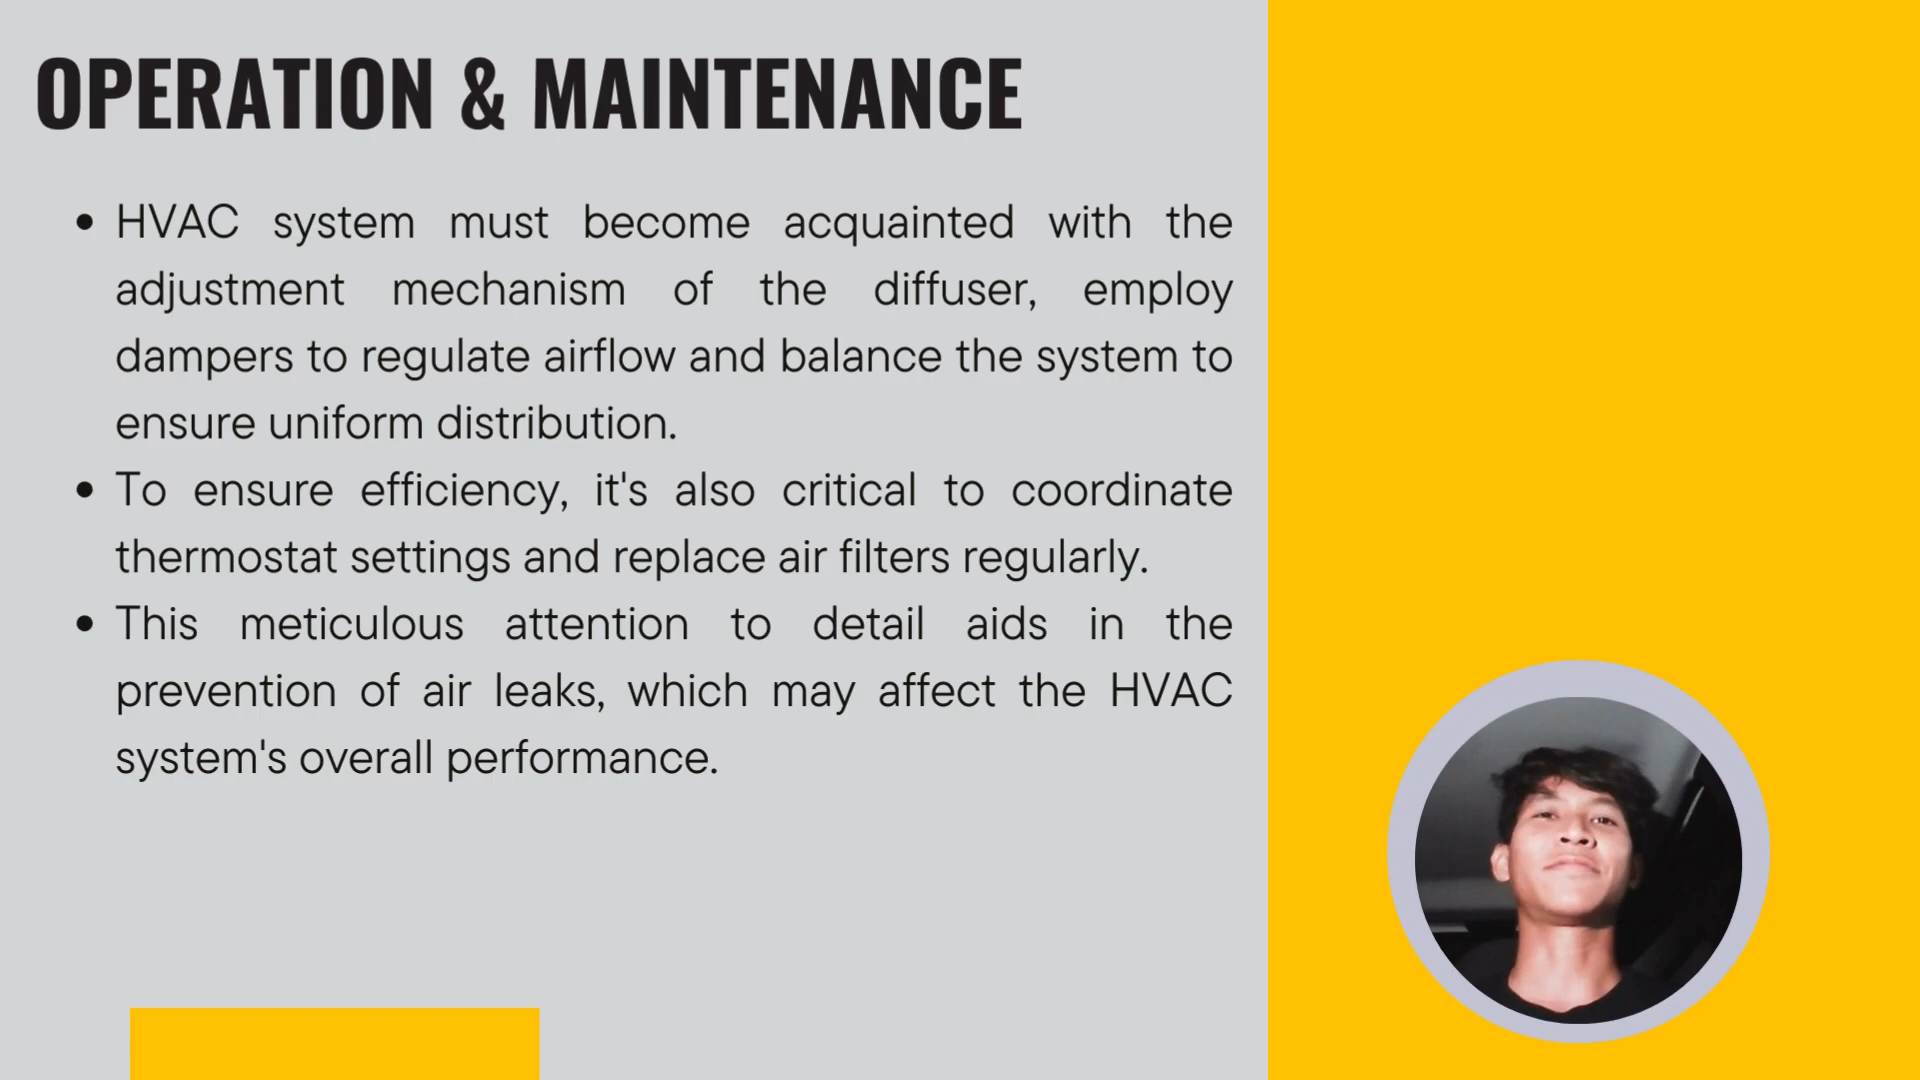 OPERATION & MAINTENANCE
• HVAC system must become acquainted with the
adjustment mechanism of the diffuser, employ
dampers to regulate airflow and balance the system to
ensure uniform distribution.
• To ensure efficiency, it's also critical to coordinate
thermostat settings and replace air filters regularly.
• This meticulous attention to detail aids in the
prevention of air leaks, which may affect the HVAC
system's overall performance.